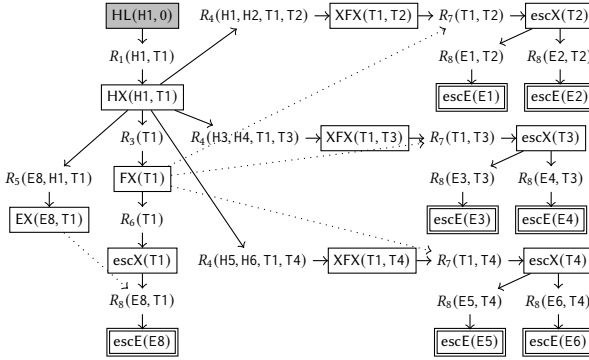 HL(H1, 0)
R4(H1, H2, T1, T2)
XFX(T1, T2)
R7(T1, T2)
escX(T2)
R1(H1, T1)
R8(E1, T2)
R8(E2, T2)
HX(H1, T1)
escE(E1)
escE(E2)
R3(T1)
R4(H3, H4, T1, T3)
XFX(T1, T3)
R7(T1, T3)
escX(T3)
R5(E8, H1, T1)
FX(T1)
R8(E3, T3)
R8(E4, T3)
EX(E8, T1)
R6(T1)
escE(E3)
escE(E4)
escX(T1)
R4(H5, H6, T1, T4)
XFX(T1, T4)
R7(T1, T4)
escX(T4)
R8(E8, T1)
R8(E5, T4)
R8(E6, T4)
escE(E8)
escE(E5)
escE(E6)